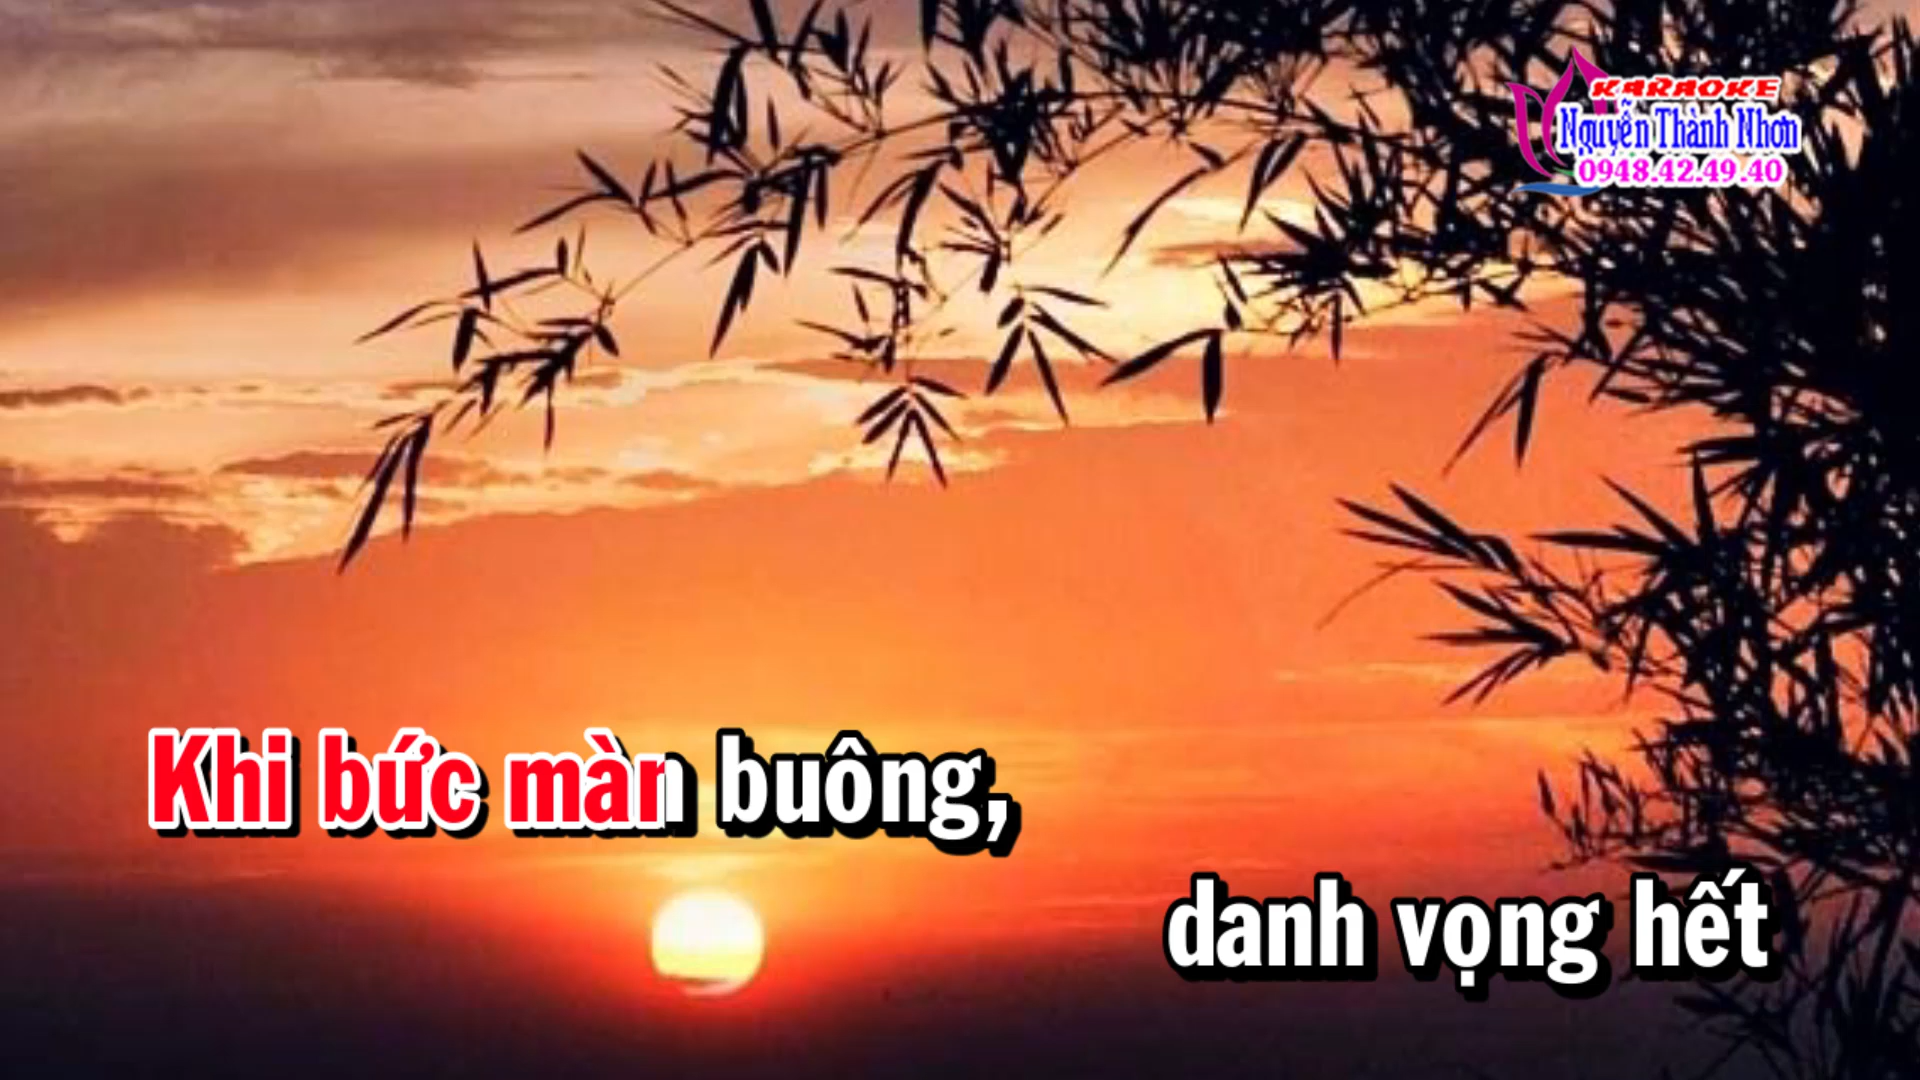 KARAOKE
Nguyễn Thành Nhơn
0948.42.49.40
Khi bức màn buông,
danh vọng hết